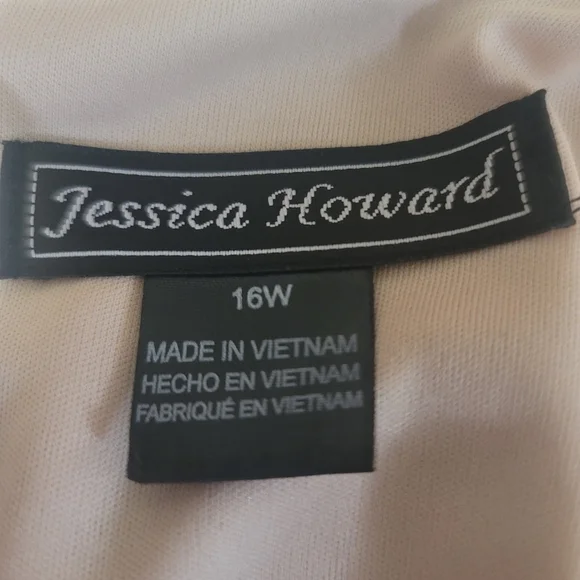 Jessica Howard
16W
MADE IN VIETNAM
HECHO EN VIETNAM
FABRIQUÉ EN VIETNAM